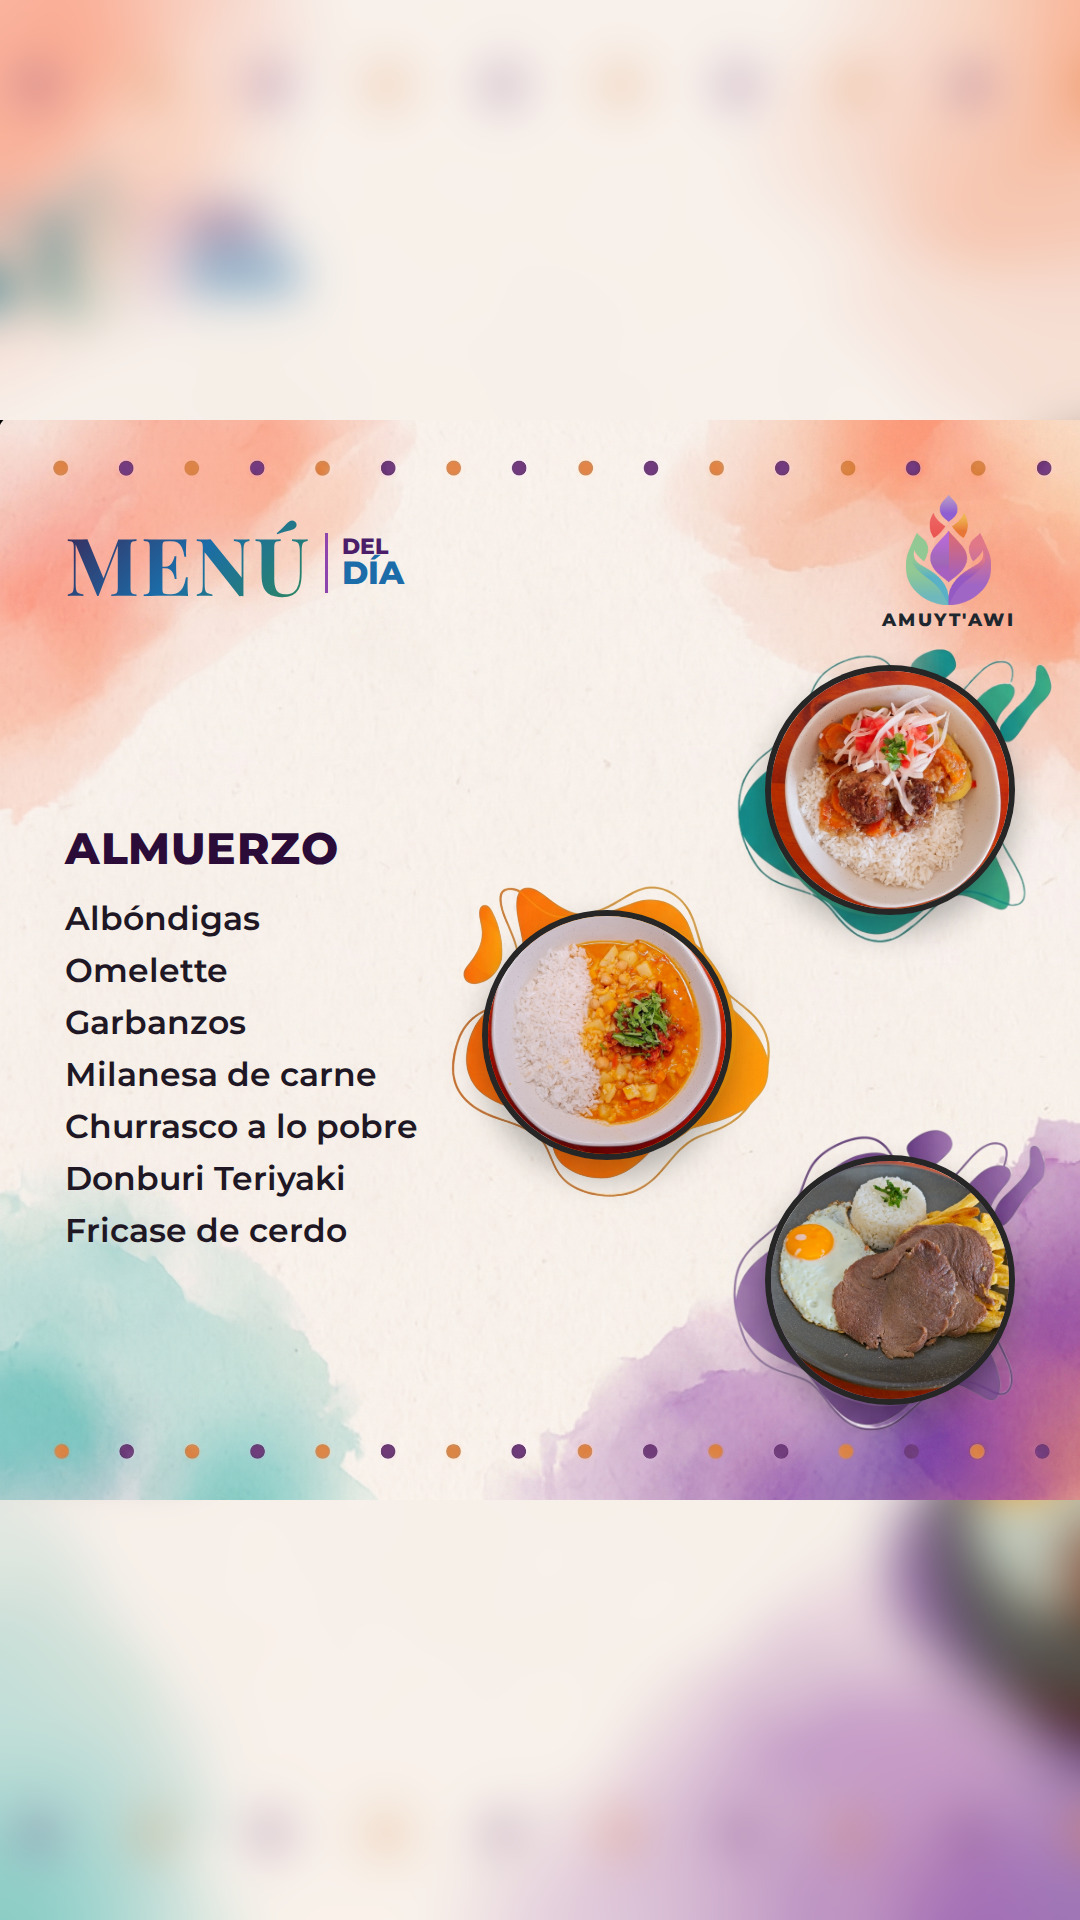 MENÚ
DEL
DÍA
AMUYT'AWI
ALMUERZO
Albóndigas
Omelette
Garbanzos
Milanesa de carne
Churrasco a lo pobre
Donburi Teriyaki
Fricase de cerdo